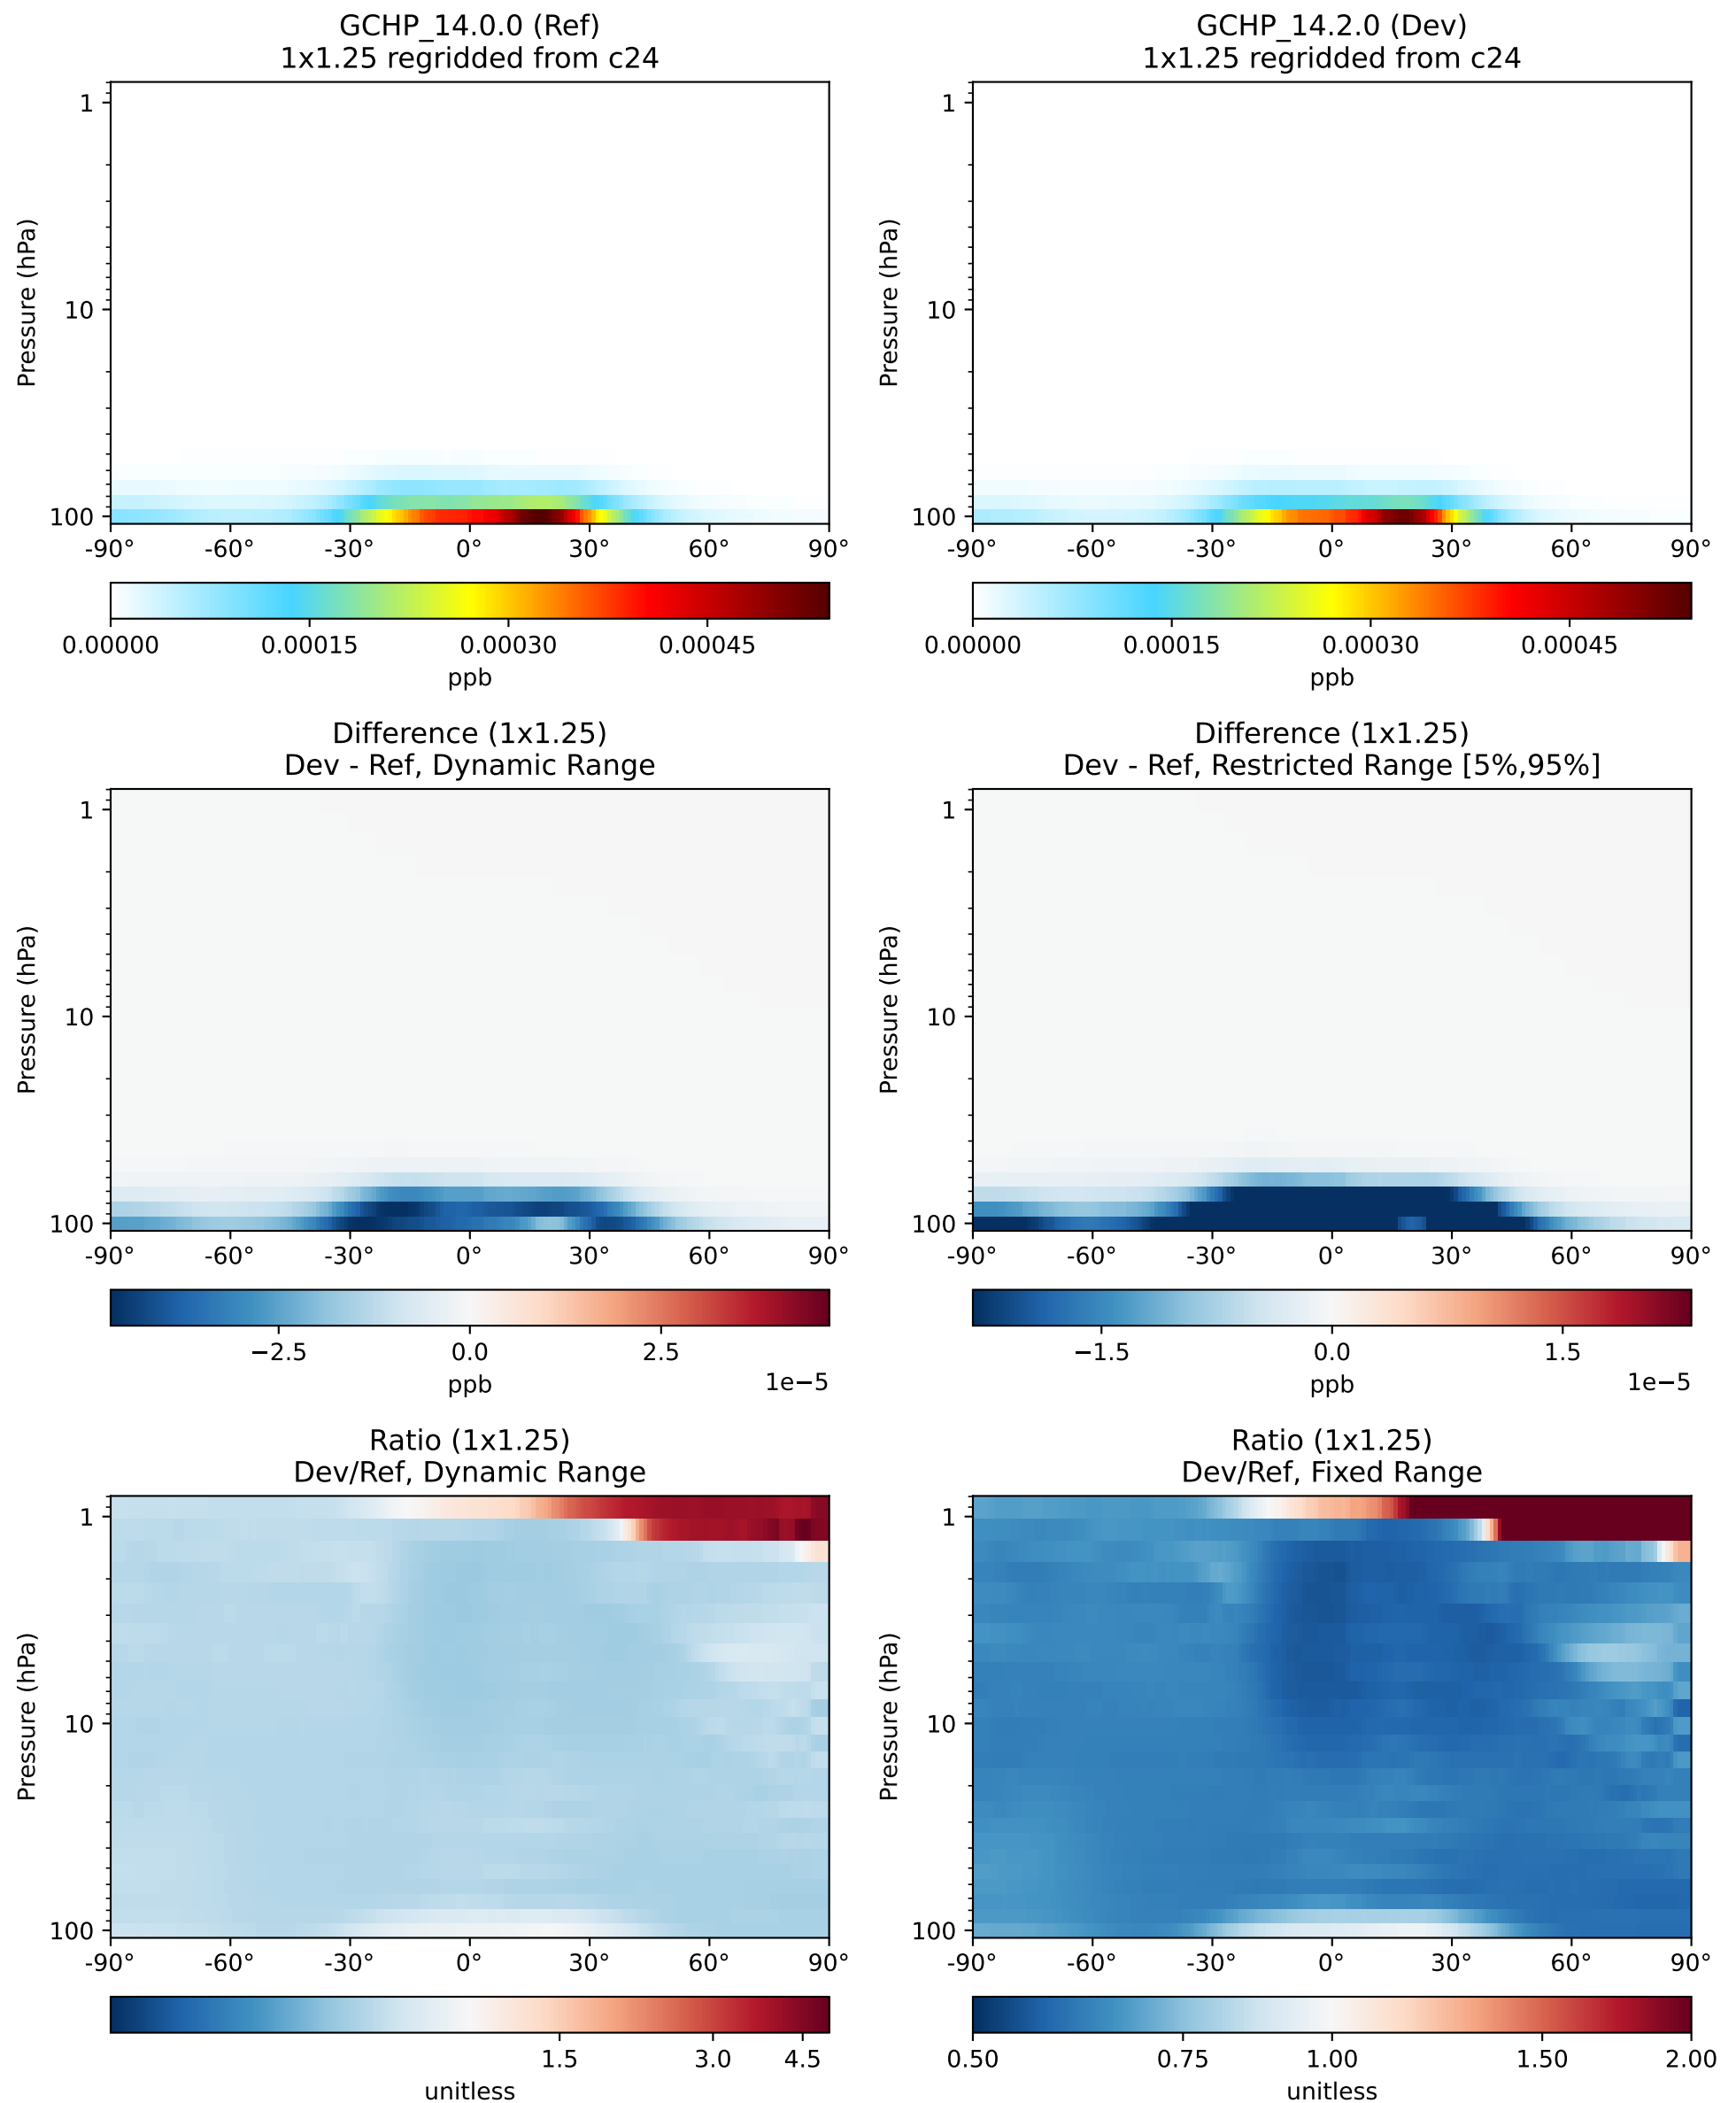 GCHP_14.0.0 (Ref)
1x1.25 regridded from c24
Pressure (hPa)
1
10
100
-90° -60° -30° 0° 30° 60° 90°
0.00000 0.00015 0.00030 0.00045
ppb
GCHP_14.2.0 (Dev)
1x1.25 regridded from c24
Pressure (hPa)
1
10
100
-90° -60° -30° 0° 30° 60° 90°
0.00000 0.00015 0.00030 0.00045
ppb
Difference (1x1.25)
Dev - Ref, Dynamic Range
Pressure (hPa)
1
10
100
-90° -60° -30° 0° 30° 60° 90°
−2.5 0.0 2.5
1e−5
ppb
Difference (1x1.25)
Dev - Ref, Restricted Range [5%,95%]
Pressure (hPa)
1
10
100
-90° -60° -30° 0° 30° 60° 90°
−1.5 0.0 1.5
1e−5
ppb
Ratio (1x1.25)
Dev/Ref, Dynamic Range
Pressure (hPa)
1
10
100
-90° -60° -30° 0° 30° 60° 90°
1.5 3.0 4.5
unitless
Ratio (1x1.25)
Dev/Ref, Fixed Range
Pressure (hPa)
1
10
100
-90° -60° -30° 0° 30° 60° 90°
0.50 0.75 1.00 1.50 2.00
unitless